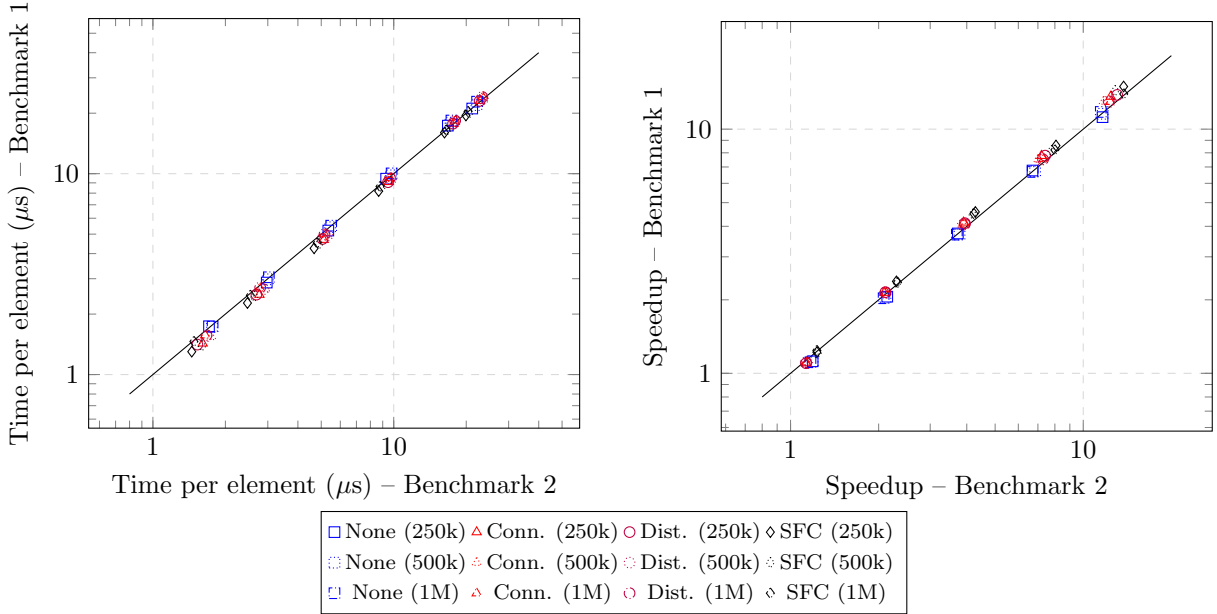 Time per element (μs) – Benchmark 1
10
1
1
10
Time per element (μs) – Benchmark 2
Speedup – Benchmark 1
10
1
1
10
Speedup – Benchmark 2
None (250k) Conn. (250k) Dist. (250k) SFC (250k)
None (500k) Conn. (500k) Dist. (500k) SFC (500k)
None (1M) Conn. (1M) Dist. (1M) SFC (1M)